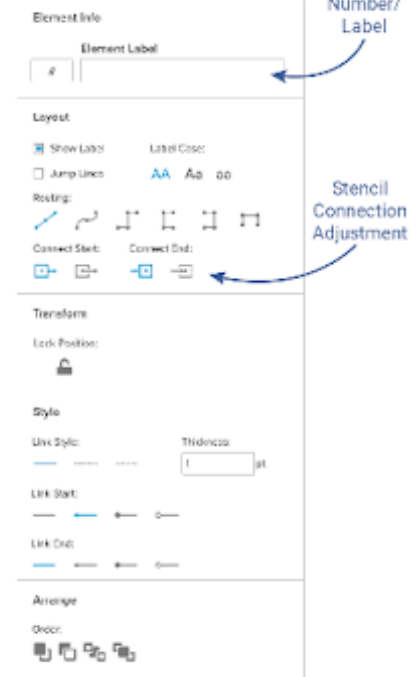 Number/
Label
Element Info
Element Label
#
Layout
Show Label Label Case:
Jump Lines AA Aa aa
Routing:
Connect Start: Connect End:
Stencil
Connection
Adjustment
Transform
Lock Position:
Style
Link Style: Thickness:
1 pt
Link Start:
Link End:
Arrange
Order: